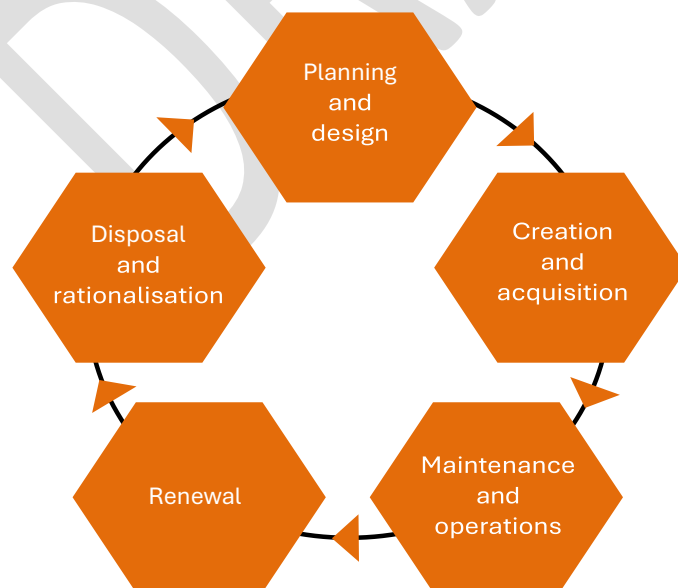 Planning
and
design
Creation
and
acquisition
Maintenance
and
operations
Renewal
Disposal
and
rationalisation